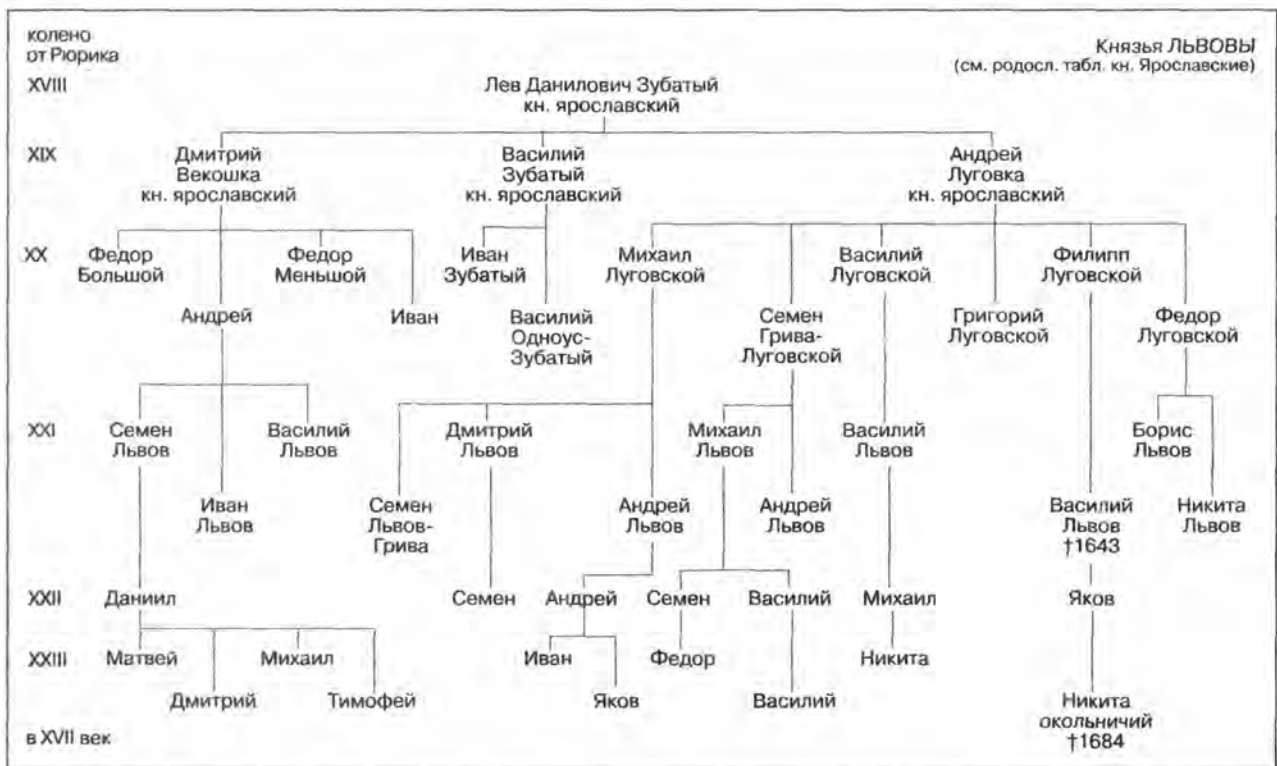 колено
от Рюрика
Князья ЛЬВОВЫ
(см. родосл. табл. кн. Ярославские)
XVIII
Лев Данилович Зубатый
кн. ярославский
XIX
Дмитрий
Векошка
кн. ярославский
Василий
Зубатый
кн. ярославский
Андрей
Луговка
кн. ярославский
XX
Федор
Большой
Федор
Меньшой
Иван
Зубатый
Михаил
Луговской
Василий
Луговской
Филипп
Луговской
Андрей
Иван
Василий
Одноус-
Зубатый
Семен
Грива-
Луговской
Григорий
Луговской
Федор
Луговской
XXI
Семен
Львов
Василий
Львов
Дмитрий
Львов
Михаил
Львов
Василий
Львов
Борис
Львов
Иван
Львов
Семен
Львов-
Грива
Андрей
Львов
Андрей
Львов
Василий
Львов
†1643
Никита
Львов
XXII
Даниил
Семен
Андрей
Семен
Василий
Михаил
Яков
XXIII
Матвей
Михаил
Иван
Федор
Никита
Дмитрий
Тимофей
Яков
Василий
Никита
окольничий
†1684
в XVII век